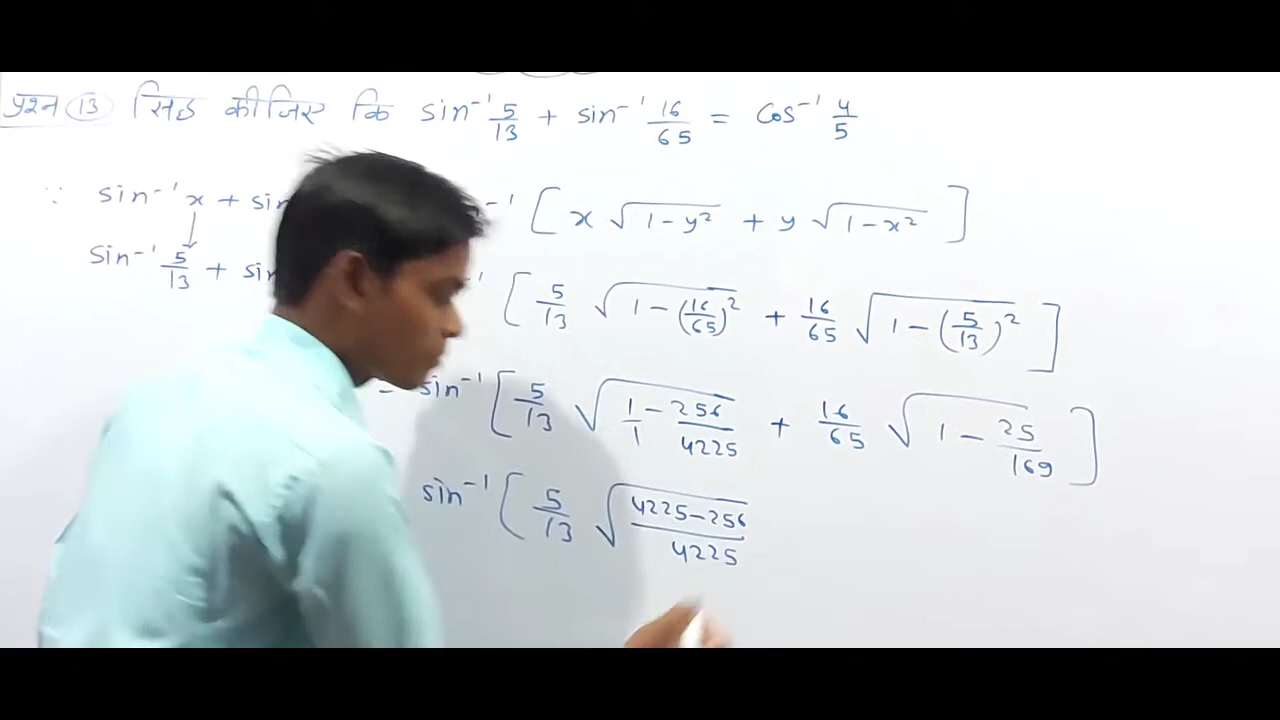 प्रश्न 13 सिद्ध कीजिए कि sin⁻¹ 5/13 + sin⁻¹ 16/65 = cos⁻¹ 4/5
∵ sin⁻¹ x + sin ⁻¹ [ x √(1 - y²) + y √(1 - x²) ]
sin⁻¹ 5/13 + sin ⁻¹ [ 5/13 √(1 - (16/65)²) + 16/65 √(1 - (5/13)²) ]
= sin⁻¹ [ 5/13 √(1/1 - 256/4225) + 16/65 √(1 - 25/169) ]
sin⁻¹ [ 5/13 √((4225-256)/4225)